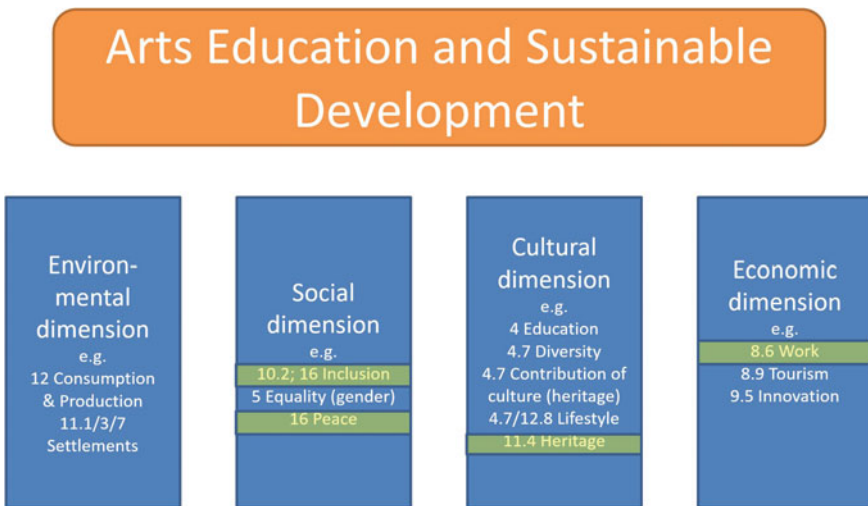 Arts Education and Sustainable
Development
Environ-
mental
dimension
e.g.
12 Consumption
& Production
11.1/3/7
Settlements
Social
dimension
e.g.
10.2; 16 Inclusion
5 Equality (gender)
16 Peace
Cultural
dimension
e.g.
4 Education
4.7 Diversity
4.7 Contribution of
culture (heritage)
4.7/12.8 Lifestyle
11.4 Heritage
Economic
dimension
e.g.
8.6 Work
8.9 Tourism
9.5 Innovation